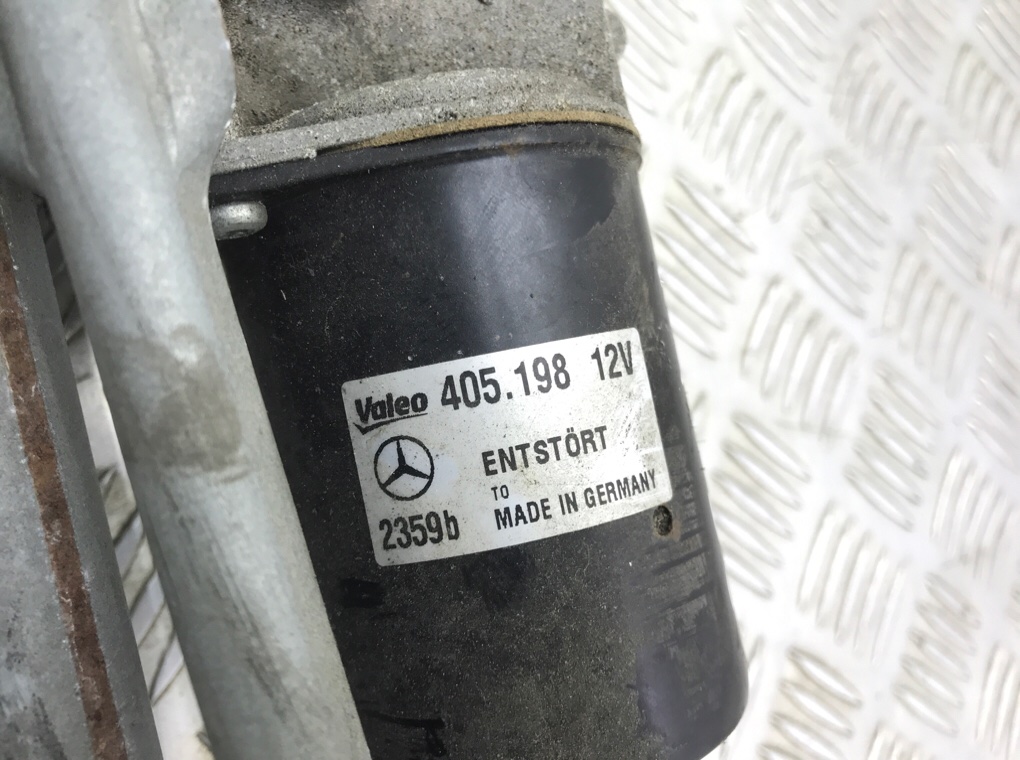 Valeo 405.198 12V
ENTSTÖRT
TO
2359b MADE IN GERMANY